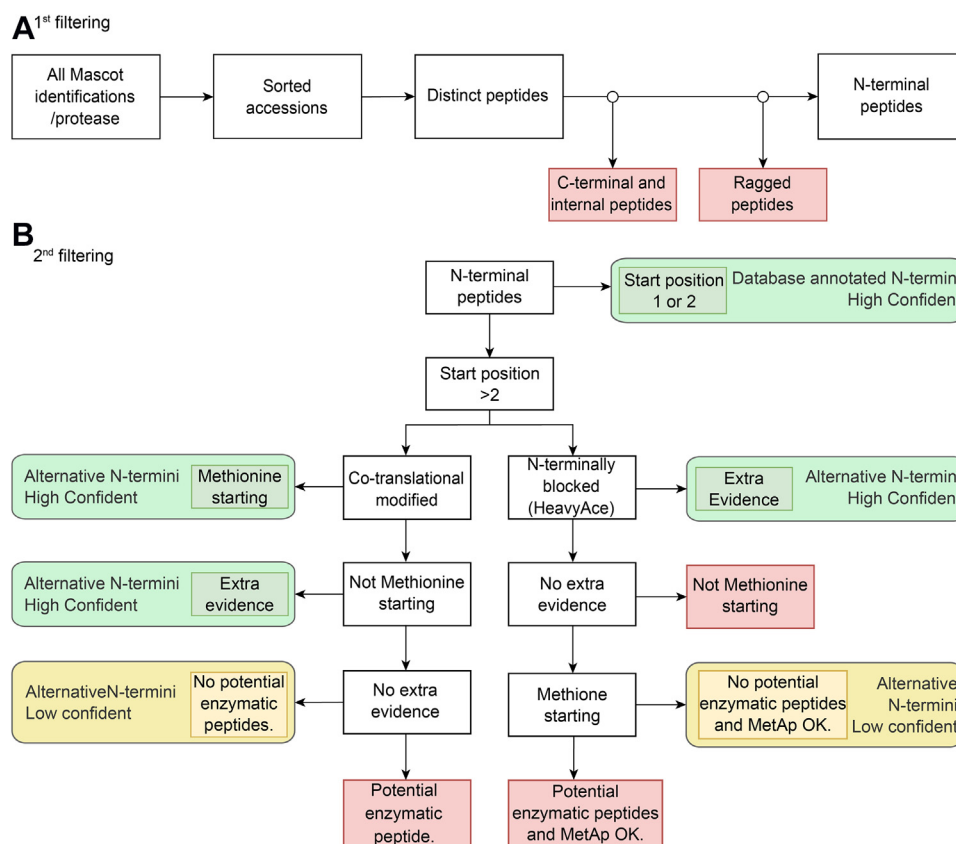 A 1st filtering
All Mascot
identifications
/protease
Sorted
accessions
Distinct peptides
N-terminal
peptides
C-terminal and
internal peptides
Ragged
peptides
B
2nd filtering
N-terminal
peptides
Start position
1 or 2
Database annotated N-termini
High Confident
Start position
>2
Alternative N-termini
High Confident
Methionine
starting
Co-translational
modified
N-terminally
blocked
(HeavyAce)
Extra
Evidence
Alternative N-termini
High Confident
Alternative N-termini
High Confident
Extra
evidence
Not Methionine
starting
No extra
evidence
Not Methionine
starting
AlternativeN-termini
Low confident
No potential
enzymatic
peptides.
No extra
evidence
Methione
starting
No potential
enzymatic peptides
and MetAp OK.
Alternative
N-termini
Low confident
Potential
enzymatic
peptide.
Potential
enzymatic peptides
and MetAp OK.